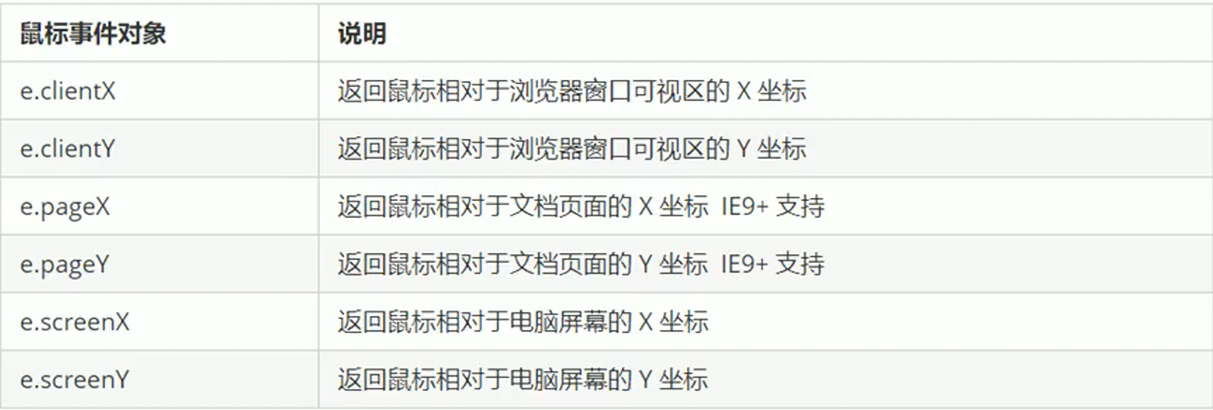 鼠标事件对象 说明
e.clientX 返回鼠标相对于浏览器窗口可视区的 X 坐标
e.clientY 返回鼠标相对于浏览器窗口可视区的 Y 坐标
e.pageX 返回鼠标相对于文档页面的 X 坐标 IE9+ 支持
e.pageY 返回鼠标相对于文档页面的 Y 坐标 IE9+ 支持
e.screenX 返回鼠标相对于电脑屏幕的 X 坐标
e.screenY 返回鼠标相对于电脑屏幕的 Y 坐标